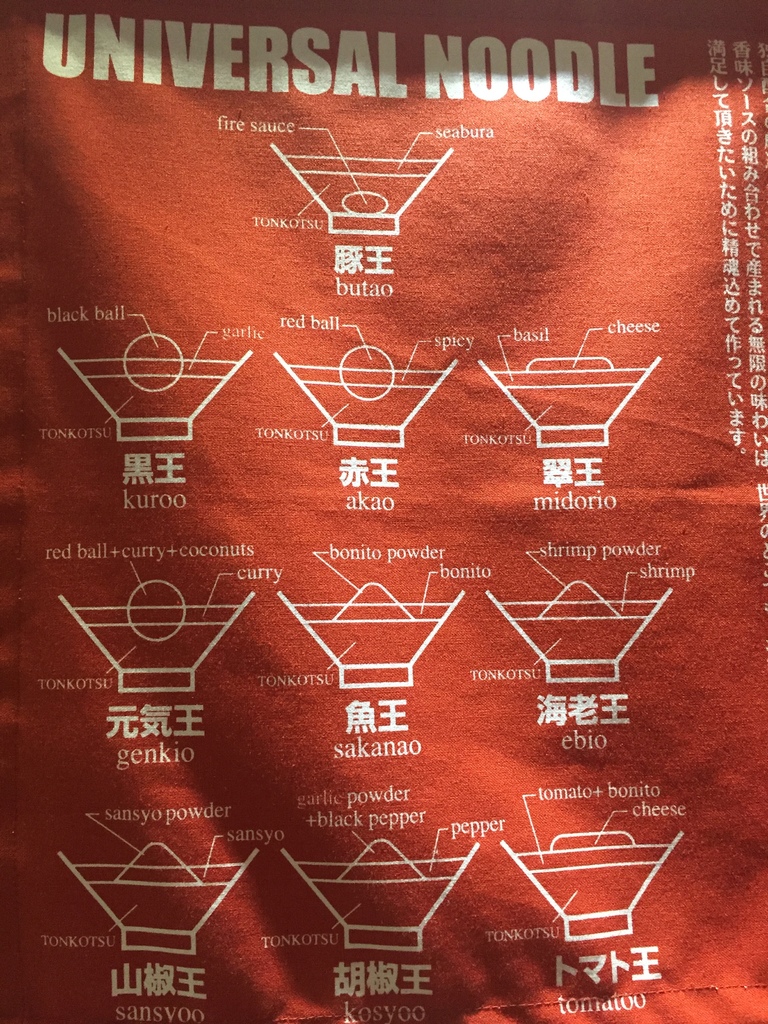 UNIVERSAL NOODLE
fire sauce
seabura
TONKOTSU
豚王
butao
black ball
garlic
TONKOTSU
黒王
kuroo
red ball
spicy
TONKOTSU
赤王
akao
basil
cheese
TONKOTSU
翠王
midorio
red ball+curry+coconuts
curry
TONKOTSU
元気王
genkio
bonito powder
bonito
TONKOTSU
魚王
sakanao
shrimp powder
shrimp
TONKOTSU
海老王
ebio
sansyo powder
sansyo
TONKOTSU
山椒王
sansyoo
garlic powder
+black pepper
pepper
TONKOTSU
胡椒王
kosyoo
tomato+ bonito
cheese
TONKOTSU
トマト王
tomatoo
香味ソースの組み合わせで産まれる無限の味わいは、世界のどこ
満足して頂きたいために精魂込めて作っています。